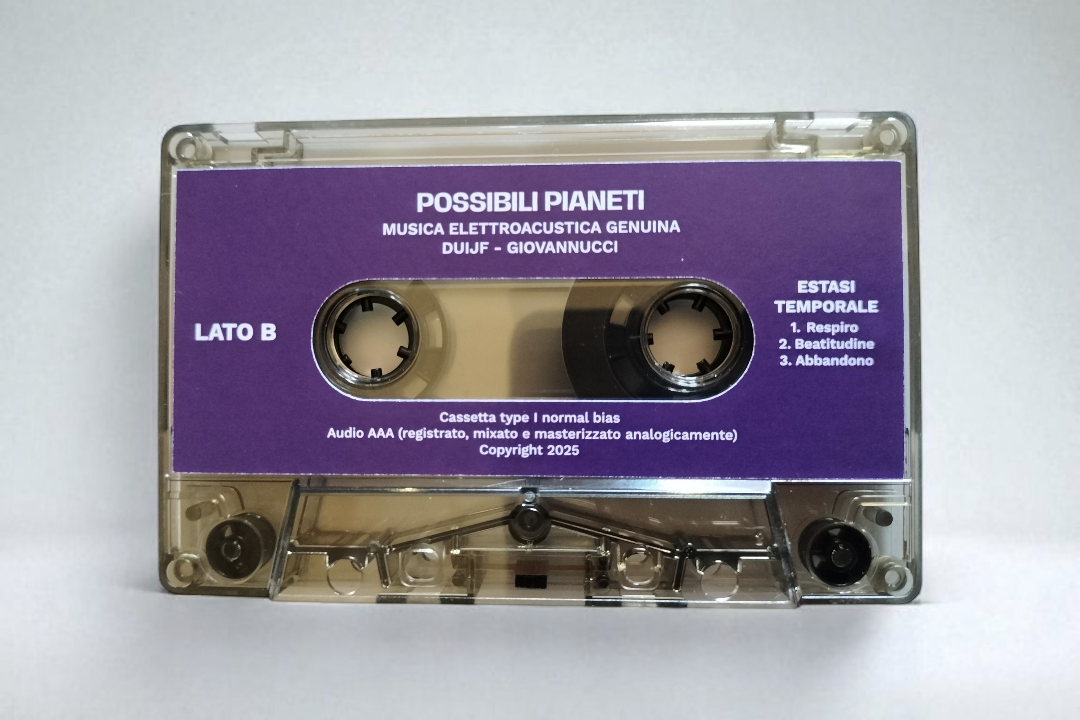 POSSIBILI PIANETI
MUSICA ELETTROACUSTICA GENUINA
DUIJF - GIOVANNUCCI
LATO B
ESTASI
TEMPORALE
1. Respiro
2. Beatitudine
3. Abbandono
Cassetta type I normal bias
Audio AAA (registrato, mixato e masterizzato analogicamente)
Copyright 2025